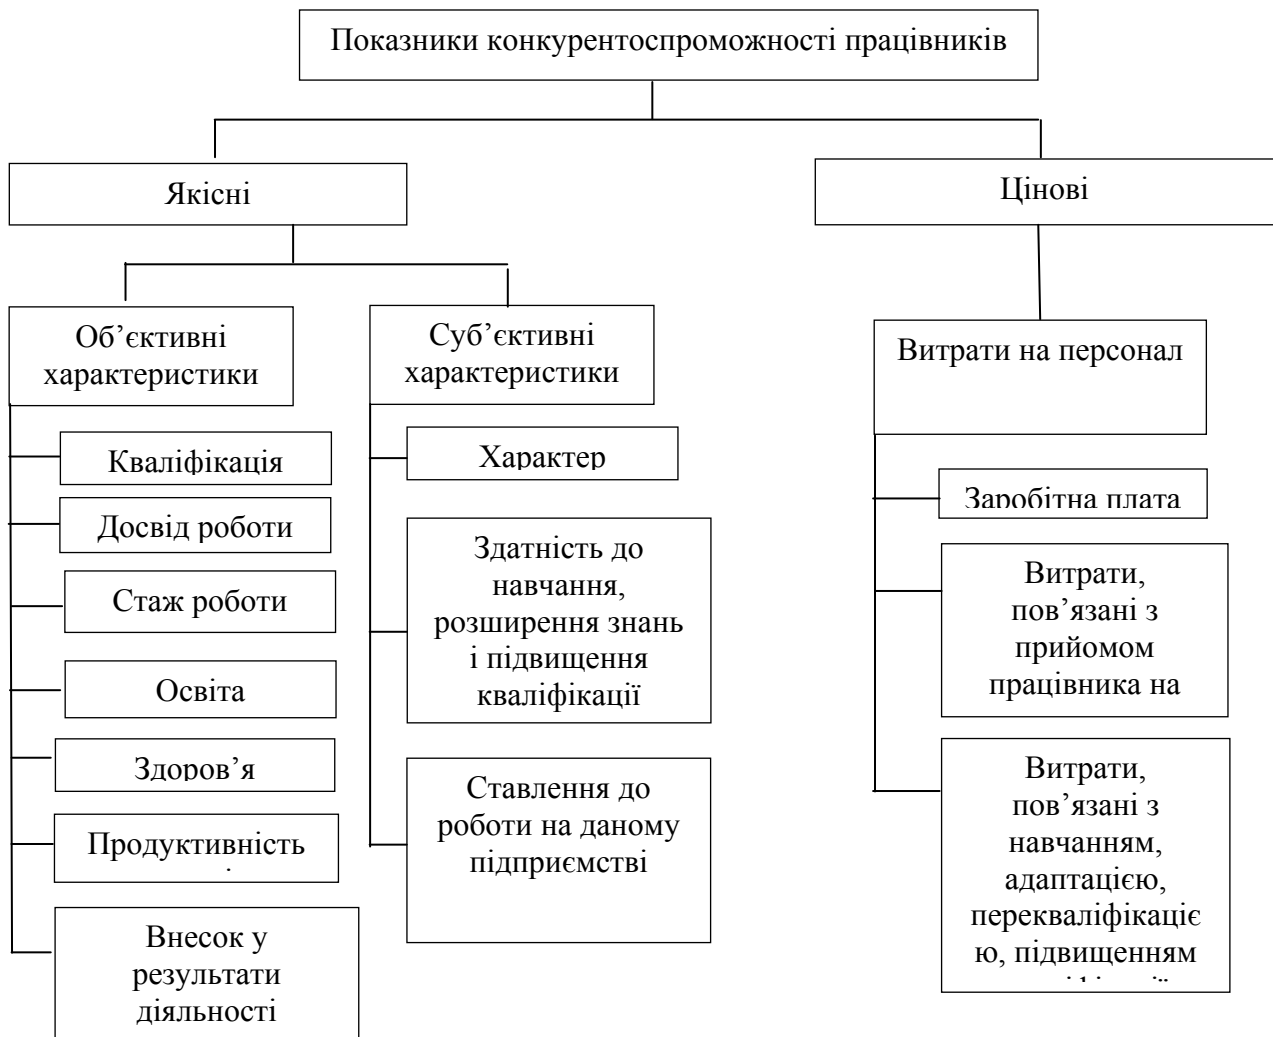 Показники конкурентоспроможності працівників
Якісні
Цінові
Об’єктивні
характеристики
Суб’єктивні
характеристики
Витрати на персонал
Кваліфікація
Досвід роботи
Стаж роботи
Освіта
Здоров’я
Продуктивність
Внесок у
результати
діяльності
Характер
Здатність до
навчання,
розширення знань
і підвищення
кваліфікації
Ставлення до
роботи на даному
підприємстві
Заробітна плата
Витрати,
пов’язані з
прийомом
працівника на
Витрати,
пов’язані з
навчанням,
адаптацією,
перекваліфікаціє
ю, підвищенням